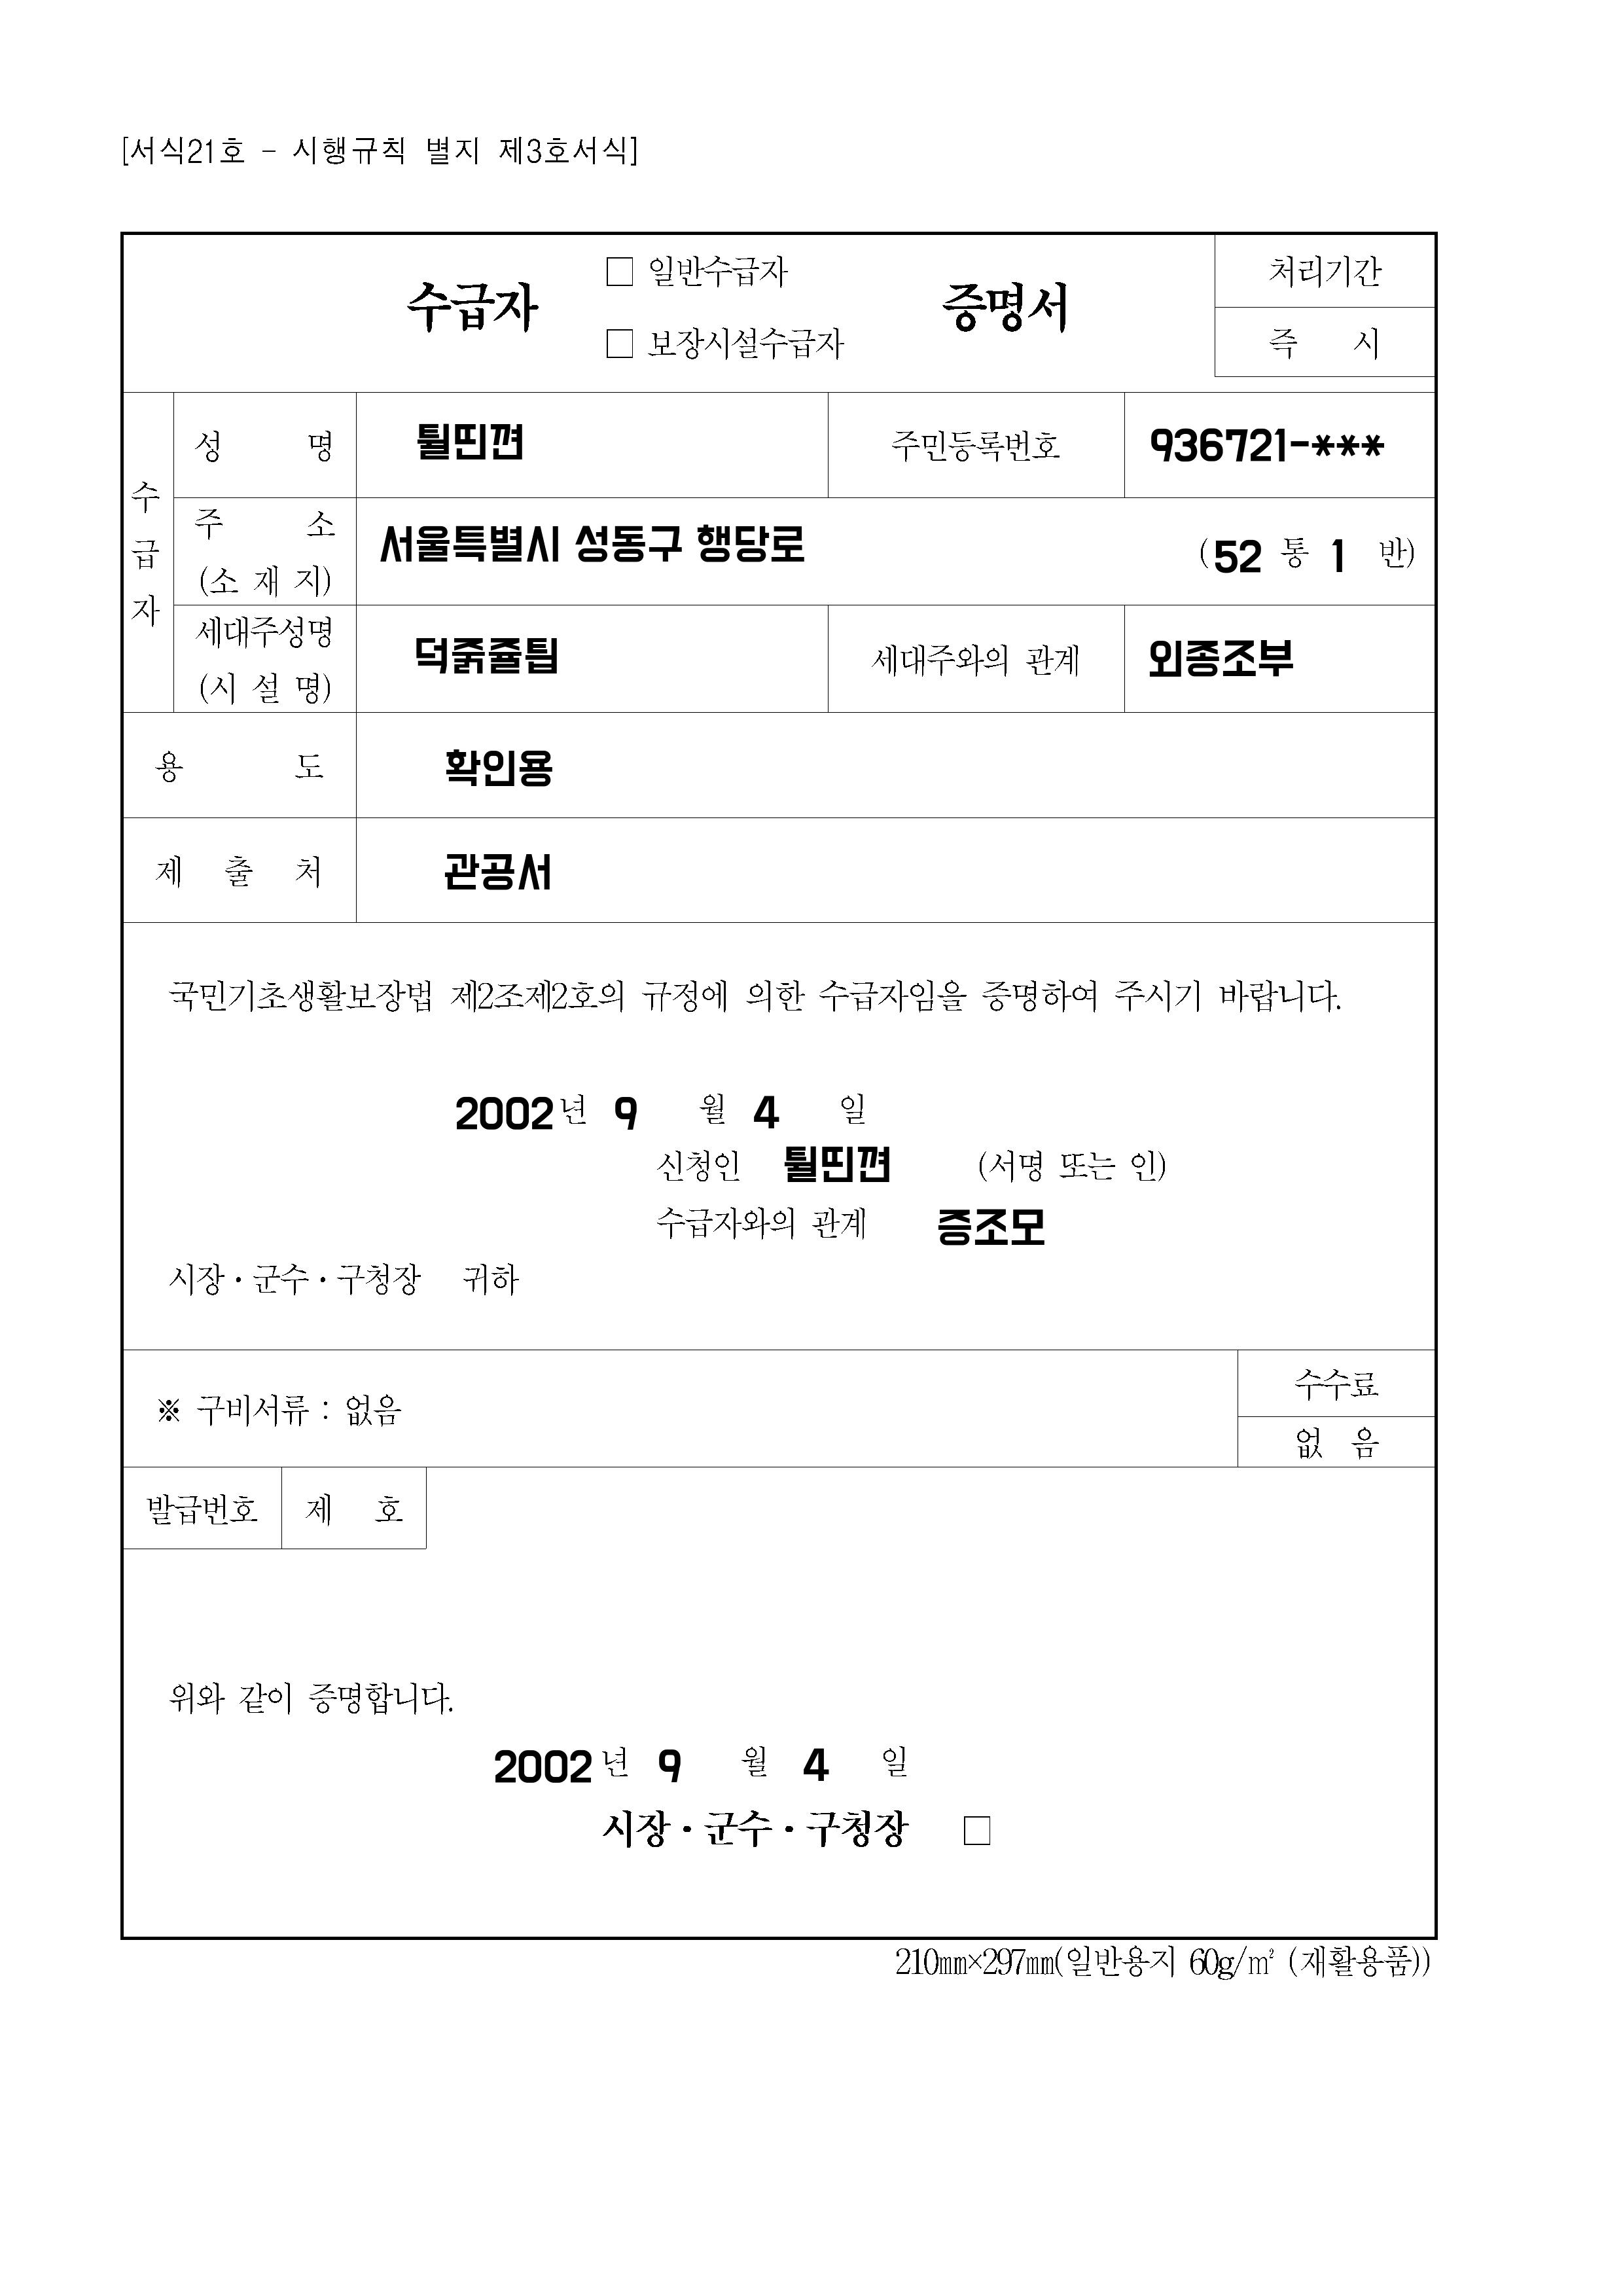 [서식21호 - 시행규칙 별지 제3호서식]
수급자 □ 일반수급자 □ 보장시설수급자 증명서
처리기간
즉 시
수급자
성 명 튈띠껴 주민등록번호 936721-***
주 소 (소 재 지) 서울특별시 성동구 행당로 (52 통 1 반)
세대주성명 (시 설 명) 덕줅쥴팁 세대주와의 관계 외종조부
용 도 확인용
제 출 처 관공서
국민기초생활보장법 제2조제2호의 규정에 의한 수급자임을 증명하여 주시기 바랍니다.
2002년 9 월 4 일
신청인 튈띠껴 (서명 또는 인)
수급자와의 관계 증조모
시장·군수·구청장 귀하
※ 구비서류 : 없음
수수료
없 음
발급번호 제 호
위와 같이 증명합니다.
2002년 9 월 4 일
시장·군수·구청장 □
210㎜×297㎜(일반용지 60g/㎡ (재활용품))